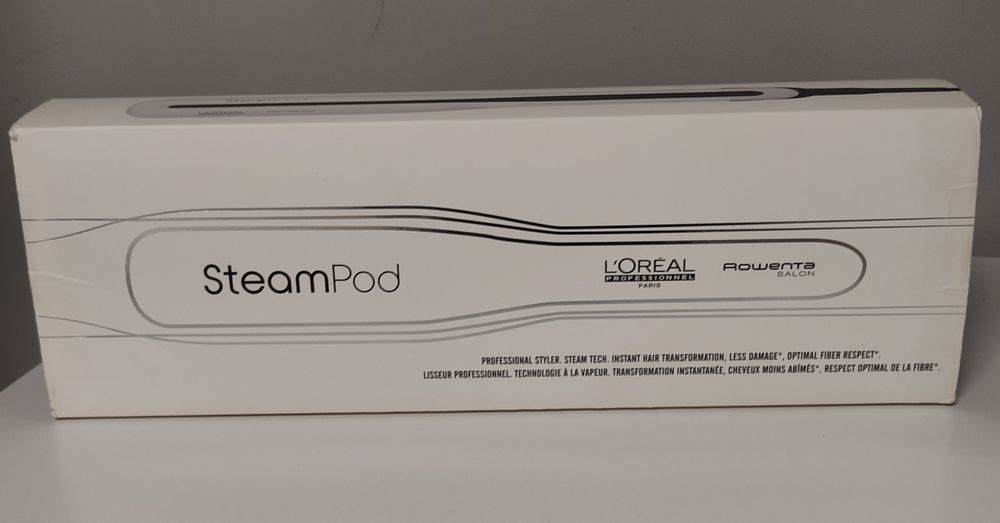 SteamPod
L'ORÉAL
PROFESSIONNEL
PARIS
ROWENTA
SALON
PROFESSIONAL STYLER. STEAM TECH. INSTANT HAIR TRANSFORMATION, LESS DAMAGE*, OPTIMAL FIBER RESPECT*.
LISSEUR PROFESSIONNEL. TECHNOLOGIE À LA VAPEUR. TRANSFORMATION INSTANTANÉE, CHEVEUX MOINS ABÎMÉS*, RESPECT OPTIMAL DE LA FIBRE*.